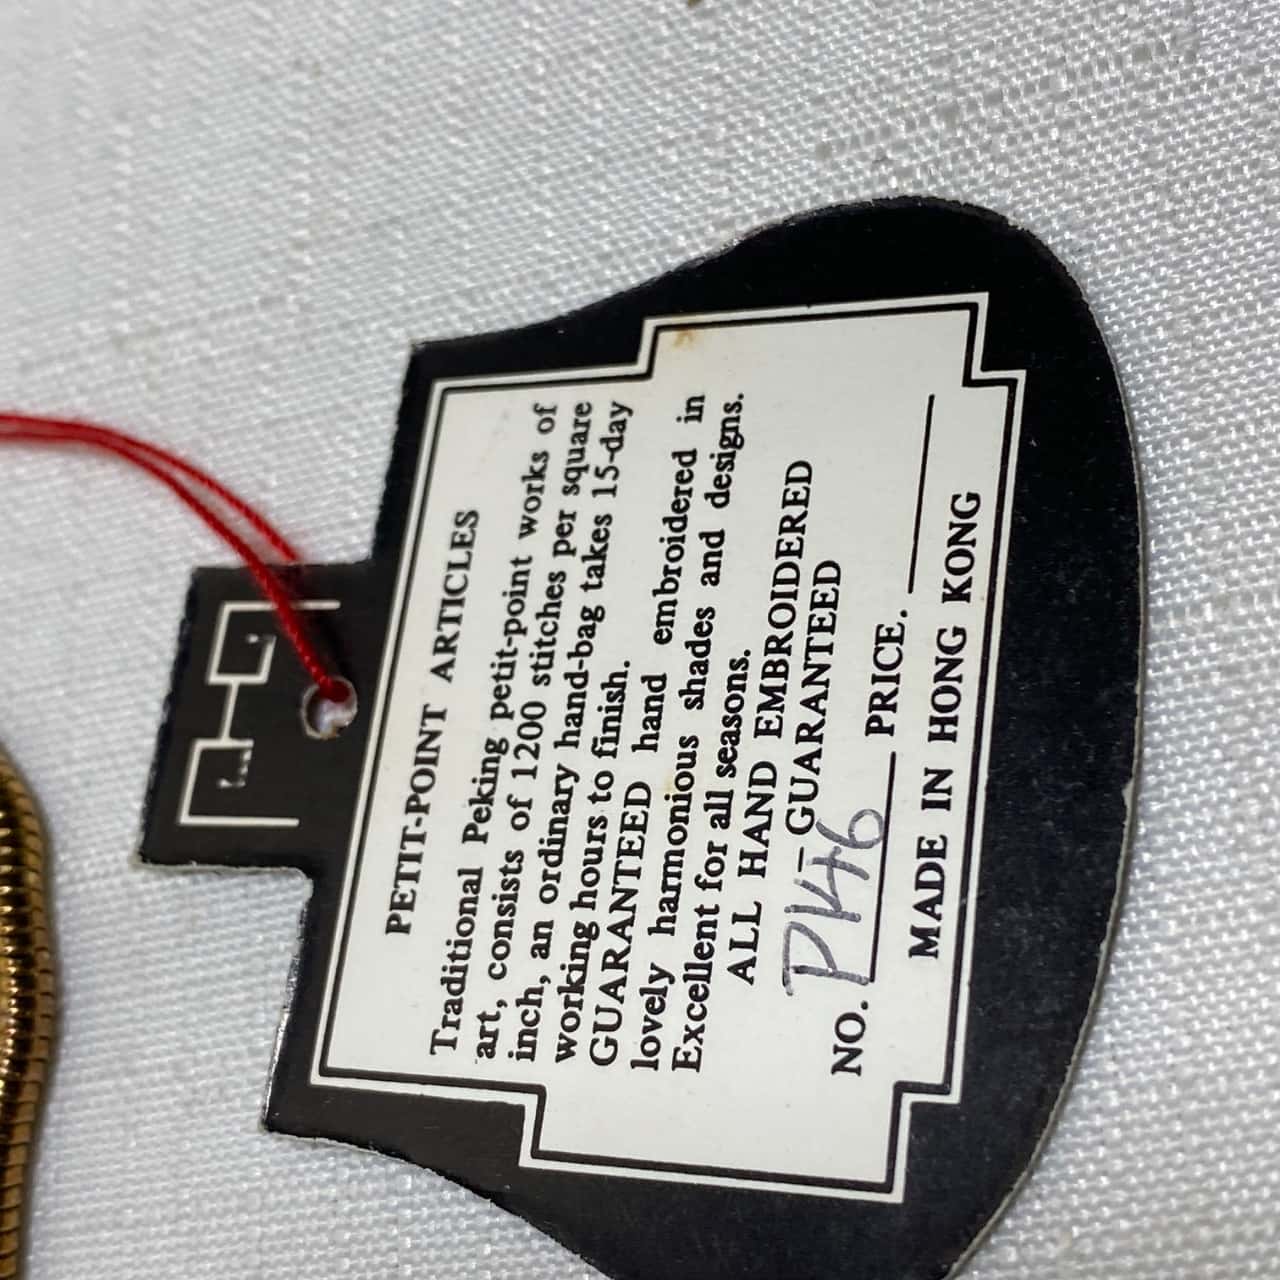 PETIT-POINT ARTICLES
Traditional Peking petit-point works of
art, consists of 1200 stitches per square
inch, an ordinary hand-bag takes 15-day
working hours to finish.
GUARANTEED hand embroidered in
lovely harmonious shades and designs.
Excellent for all seasons.
ALL HAND EMBROIDERED
—GUARANTEED
NO. P146 PRICE.
MADE IN HONG KONG